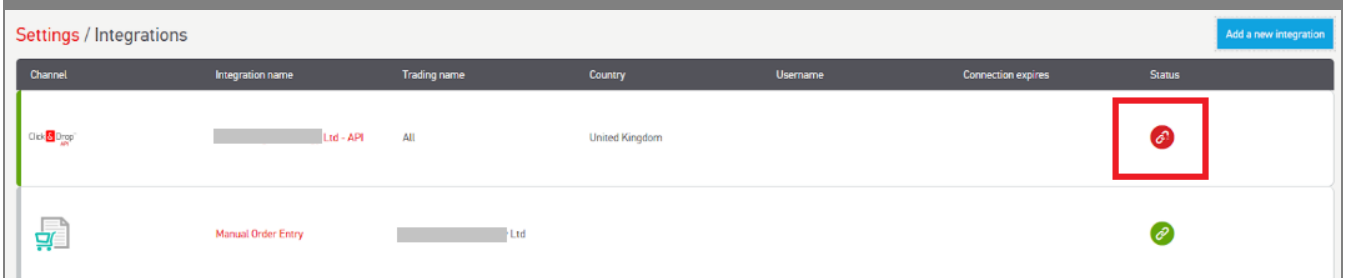 Settings / Integrations
Add a new integration
Channel Integration name Trading name Country Username Connection expires Status
Click & Drop API Ltd - API All United Kingdom
Manual Order Entry Ltd